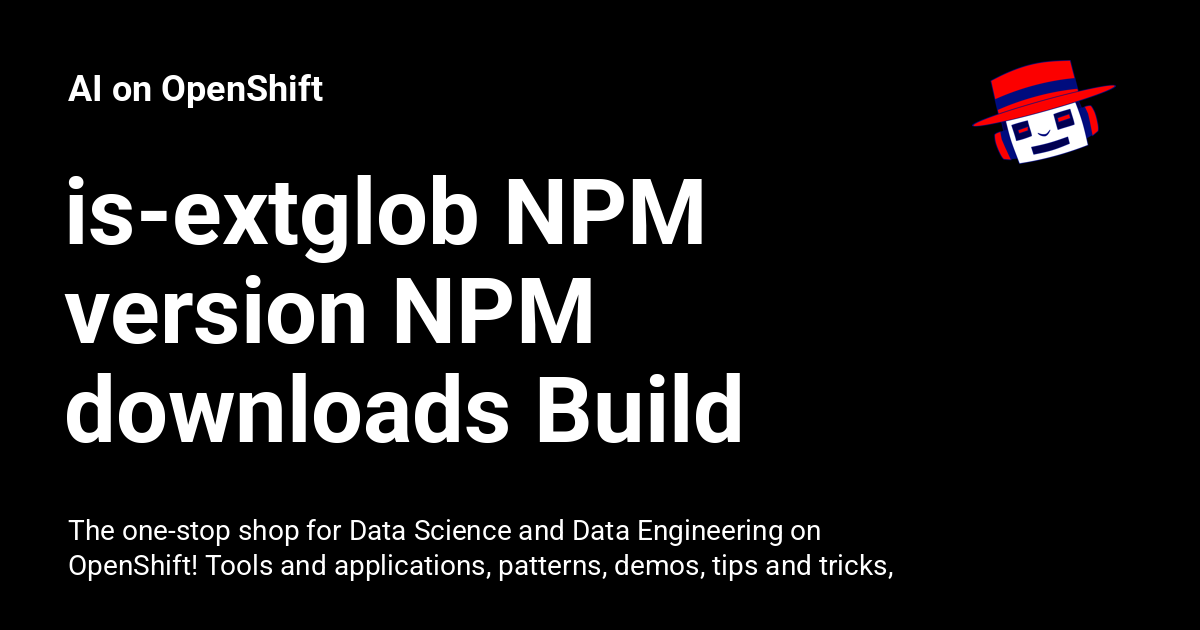 AI on OpenShift
is-extglob NPM
version NPM
downloads Build
The one-stop shop for Data Science and Data Engineering on
OpenShift! Tools and applications, patterns, demos, tips and tricks,